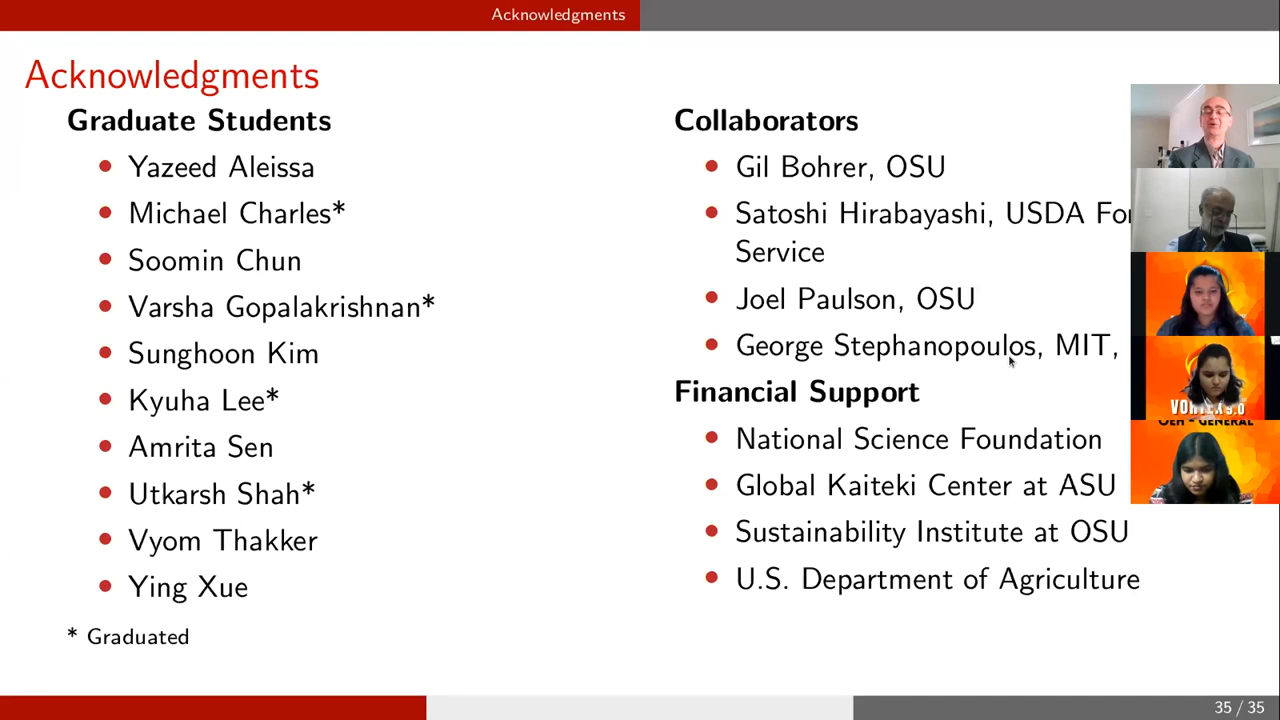 Acknowledgments
Acknowledgments
Graduate Students
Yazeed Aleissa
Michael Charles*
Soomin Chun
Varsha Gopalakrishnan*
Sunghoon Kim
Kyuha Lee*
Amrita Sen
Utkarsh Shah*
Vyom Thakker
Ying Xue
* Graduated
Collaborators
Gil Bohrer, OSU
Satoshi Hirabayashi, USDA
Service
Joel Paulson, OSU
George Stephanopoulos, MIT,
Financial Support
National Science Foundation
Global Kaiteki Center at ASU
Sustainability Institute at OSU
U.S. Department of Agriculture
GENERAL
35 / 35